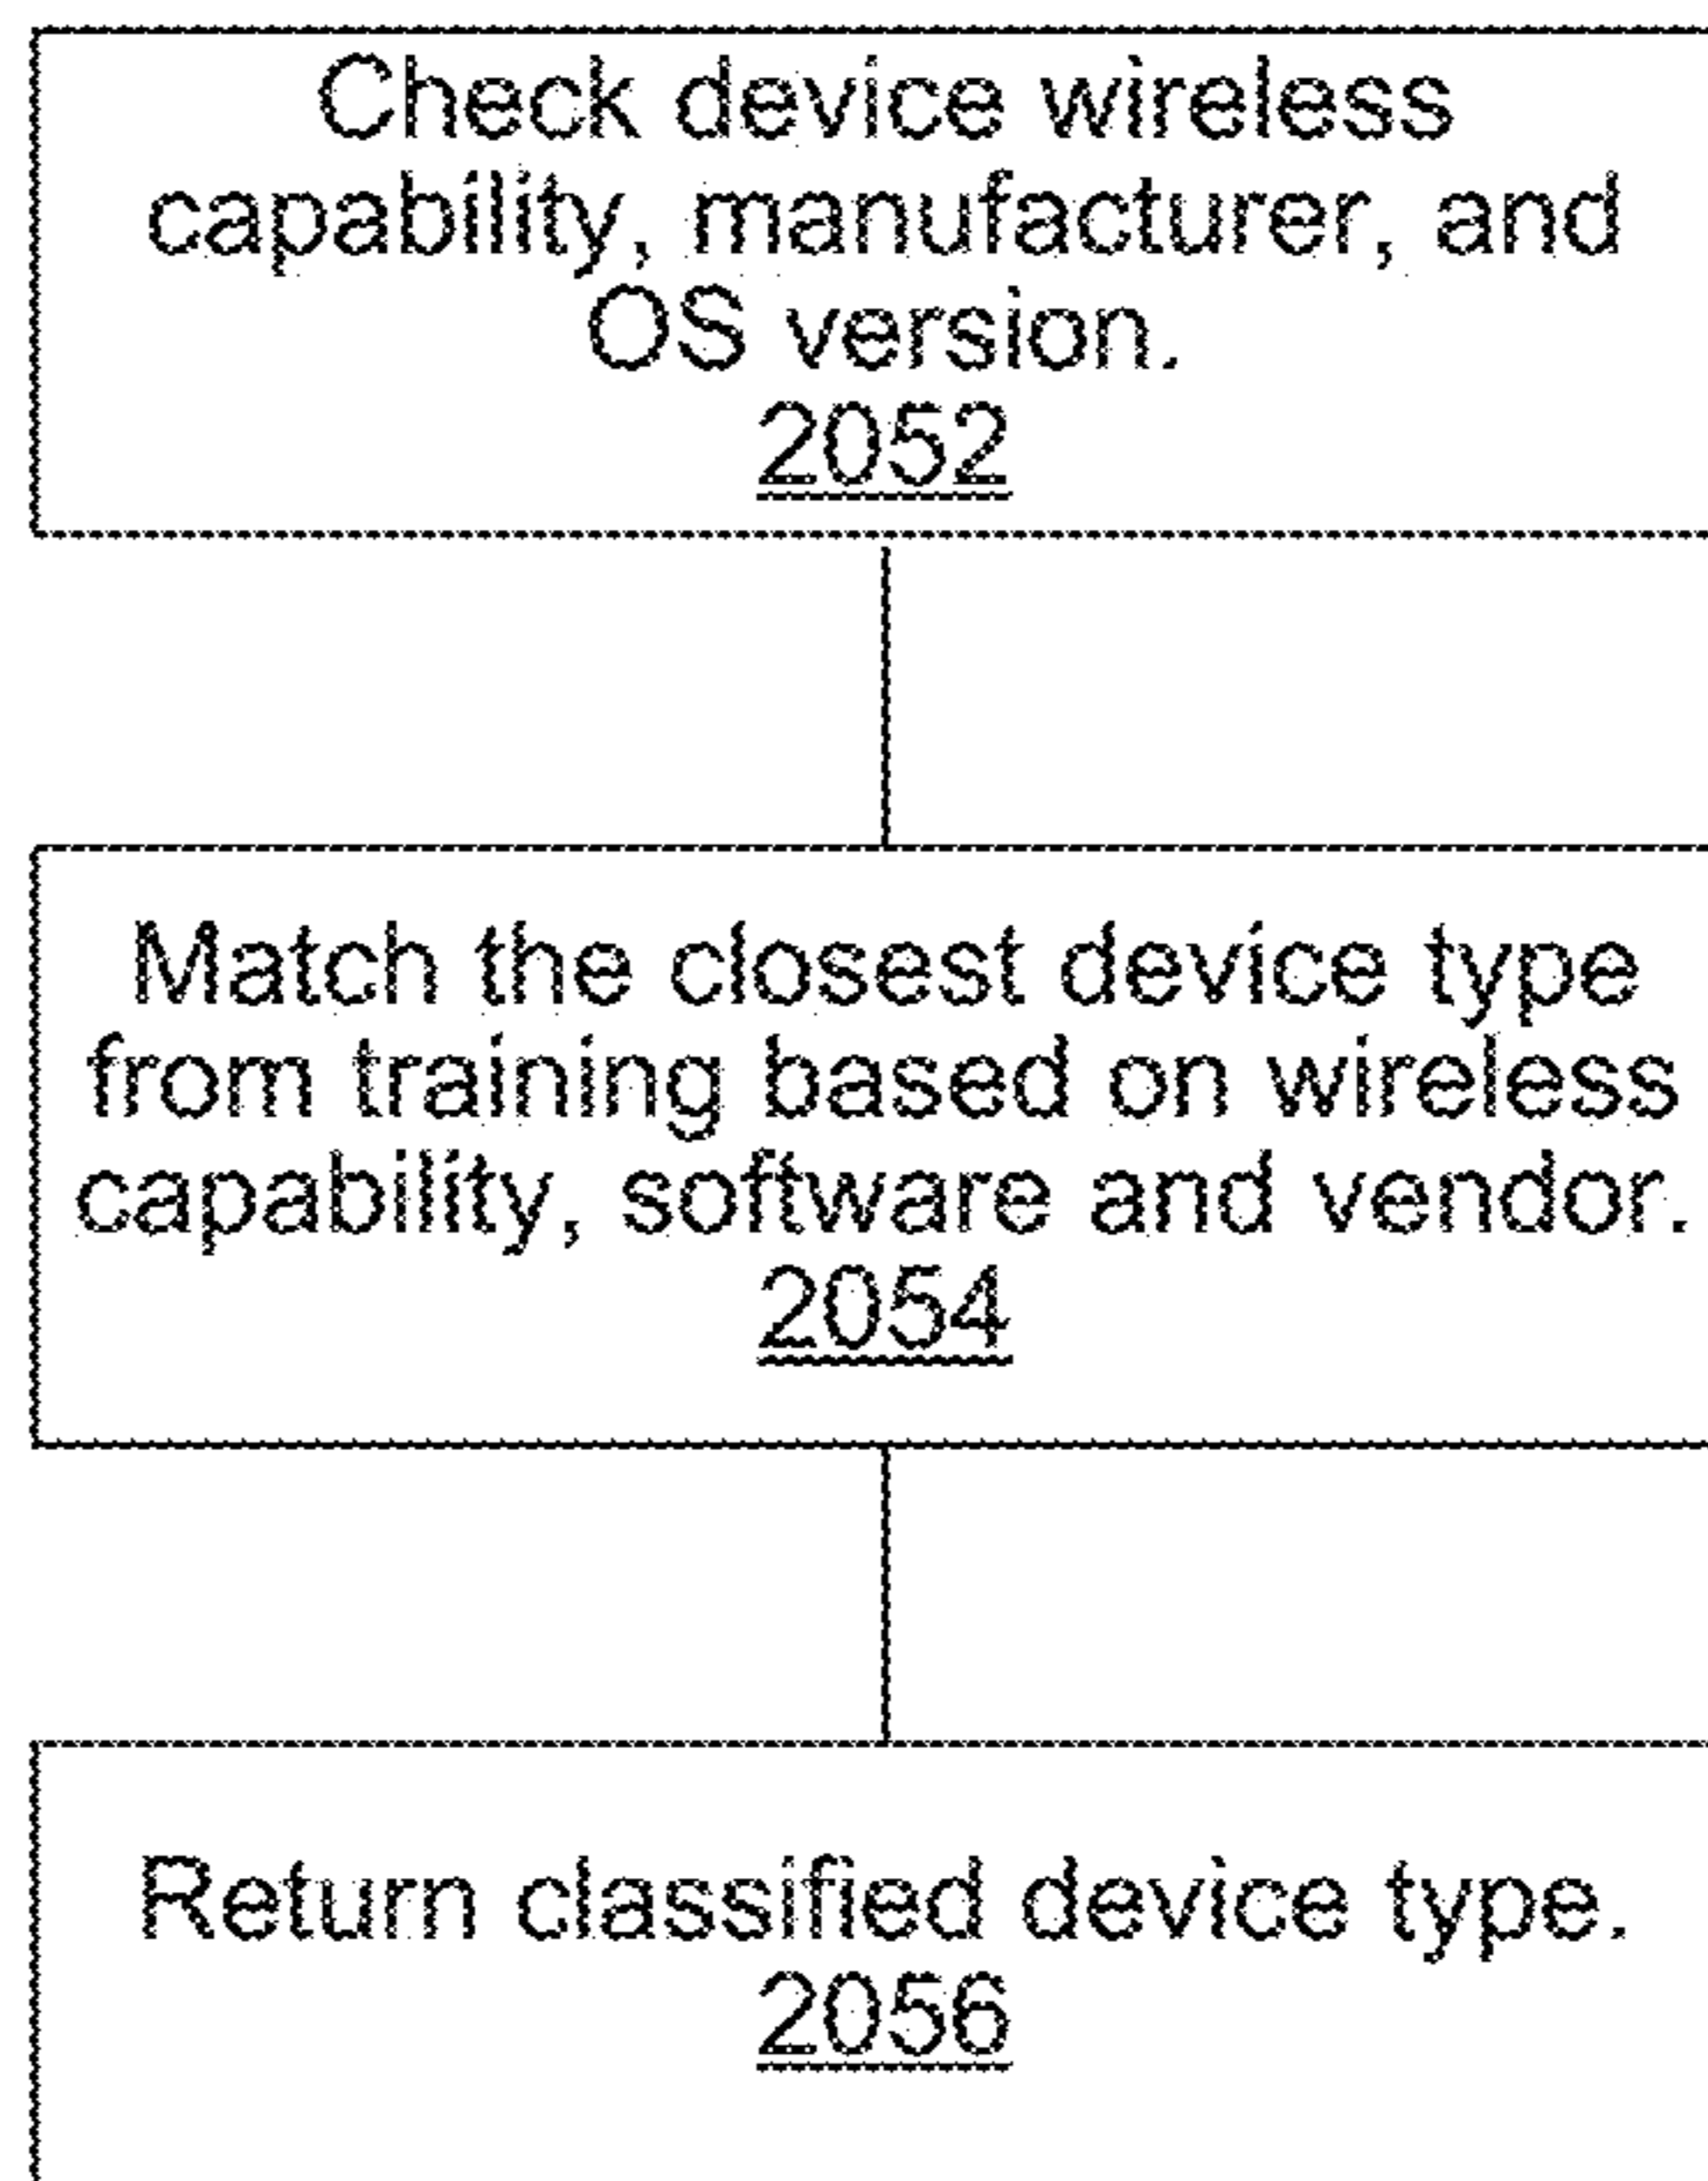 Check device wireless
capability, manufacturer, and
OS version.
2052
Match the closest device type
from training based on wireless
capability, software and vendor.
2054
Return classified device type.
2056